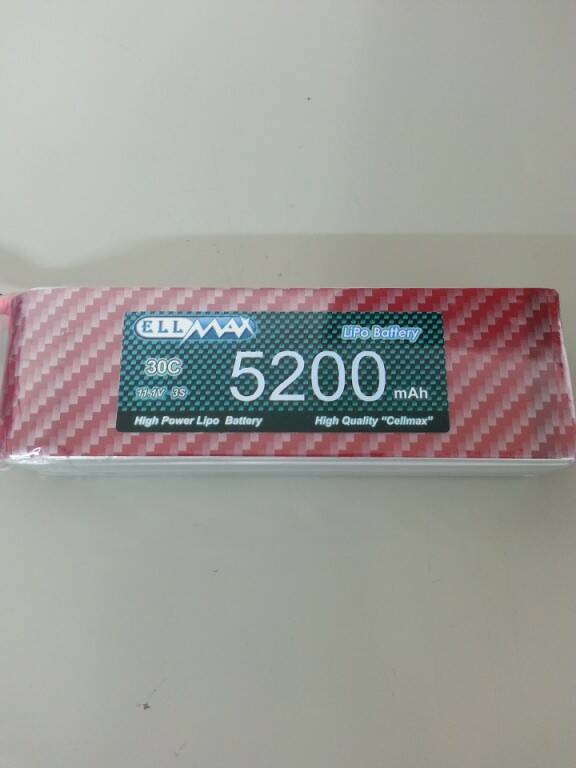 ELLMAX
LiPo Battery
30C
5200 mAh
11.1V 3S
High Power Lipo Battery
High Quality "Cellmax"